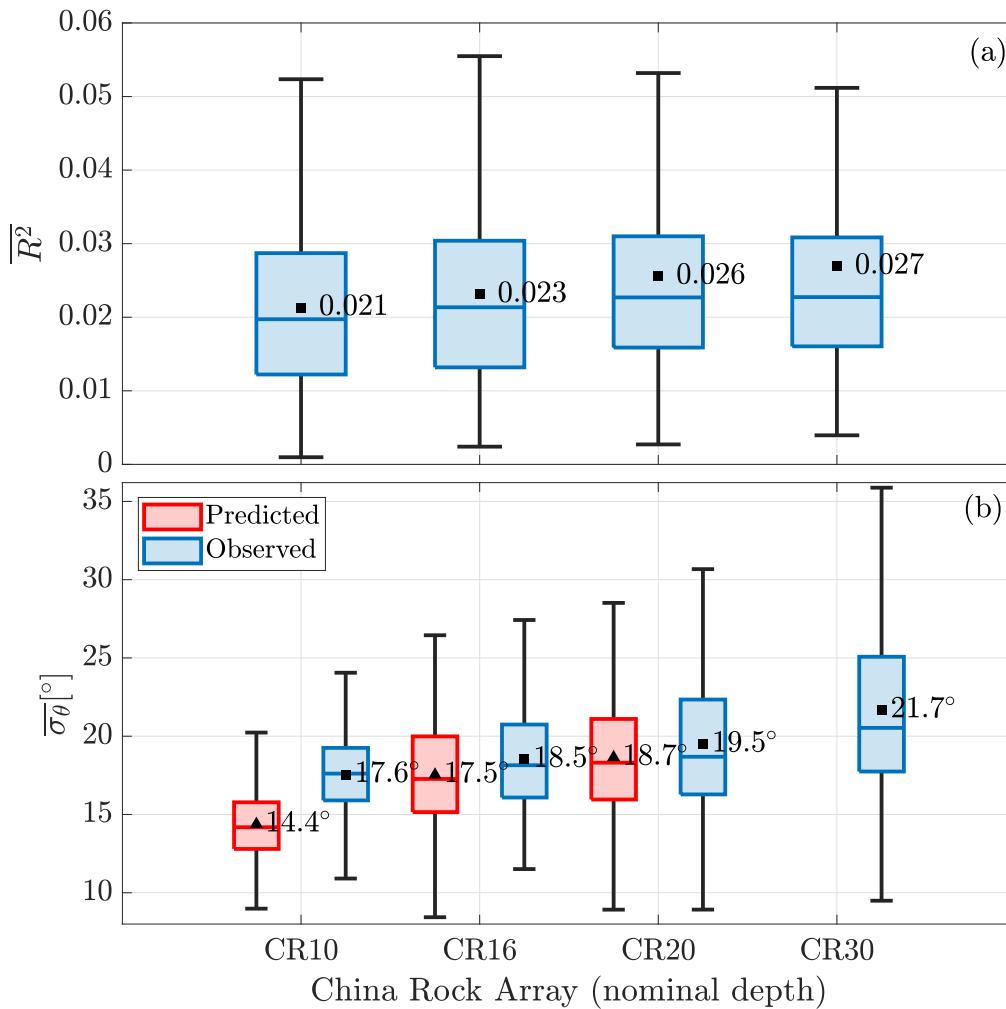 0.06
(a)
0.05
0.04
0.03
0.02
0.01
0
R²
0.021
0.023
0.026
0.027
(b)
Predicted
Observed
35
30
25
20
15
10
σθ[°]
14.4°
17.6°
17.5°
18.5°
18.7°
19.5°
21.7°
CR10
CR16
CR20
CR30
China Rock Array (nominal depth)